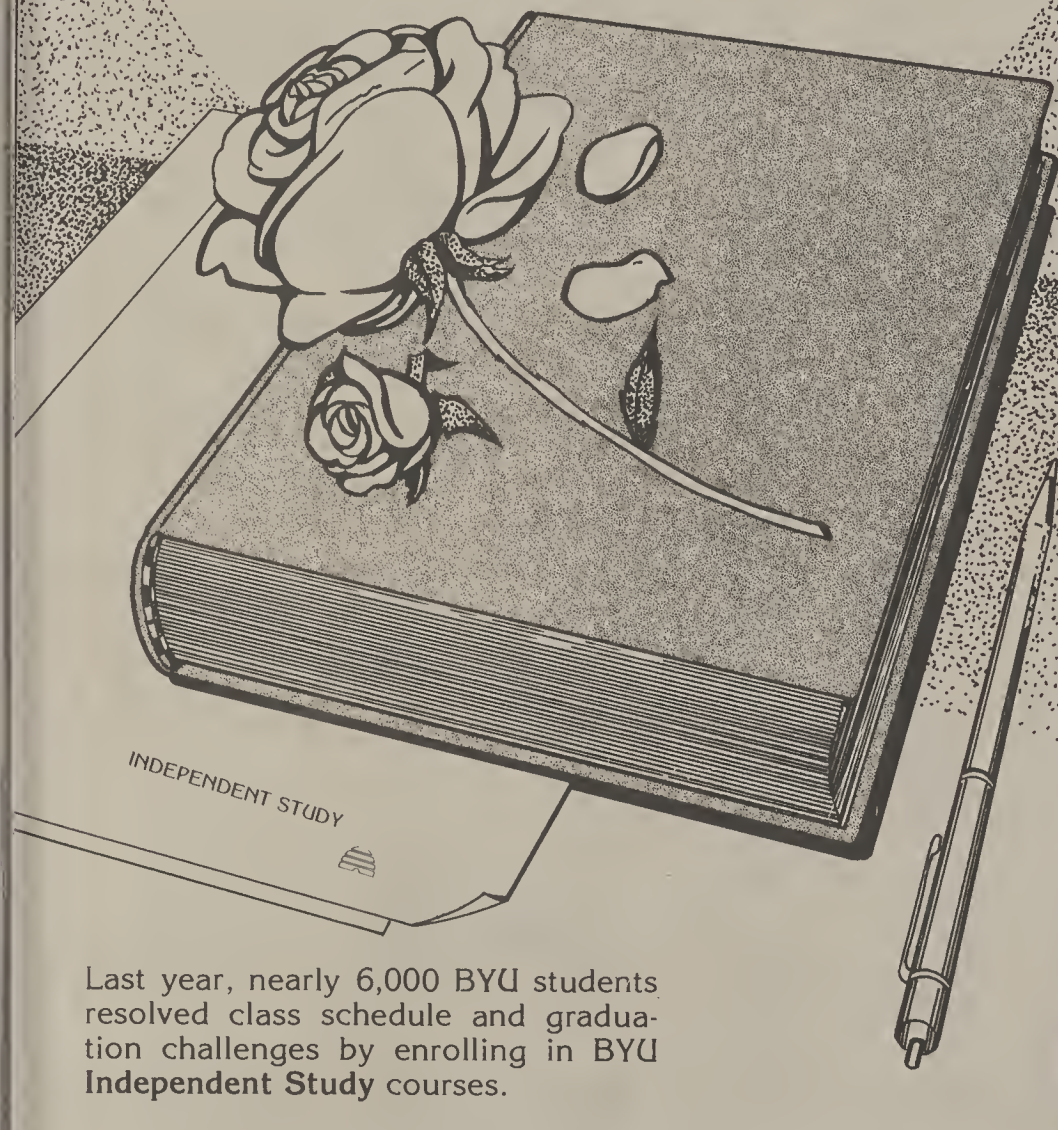 INDEPENDENT STUDY
Last year, nearly 6,000 BYU students
resolved class schedule and gradua-
tion challenges by enrolling in BYU
Independent Study courses.